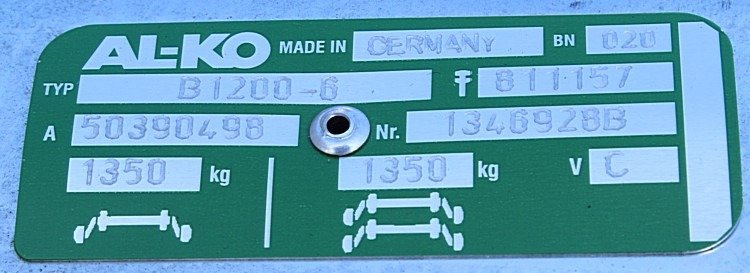 AL-KO MADE IN GERMANY BN 020
TYP B1200-6 811157
A 50390498 Nr. 1346928B
1350 kg 1350 kg V C